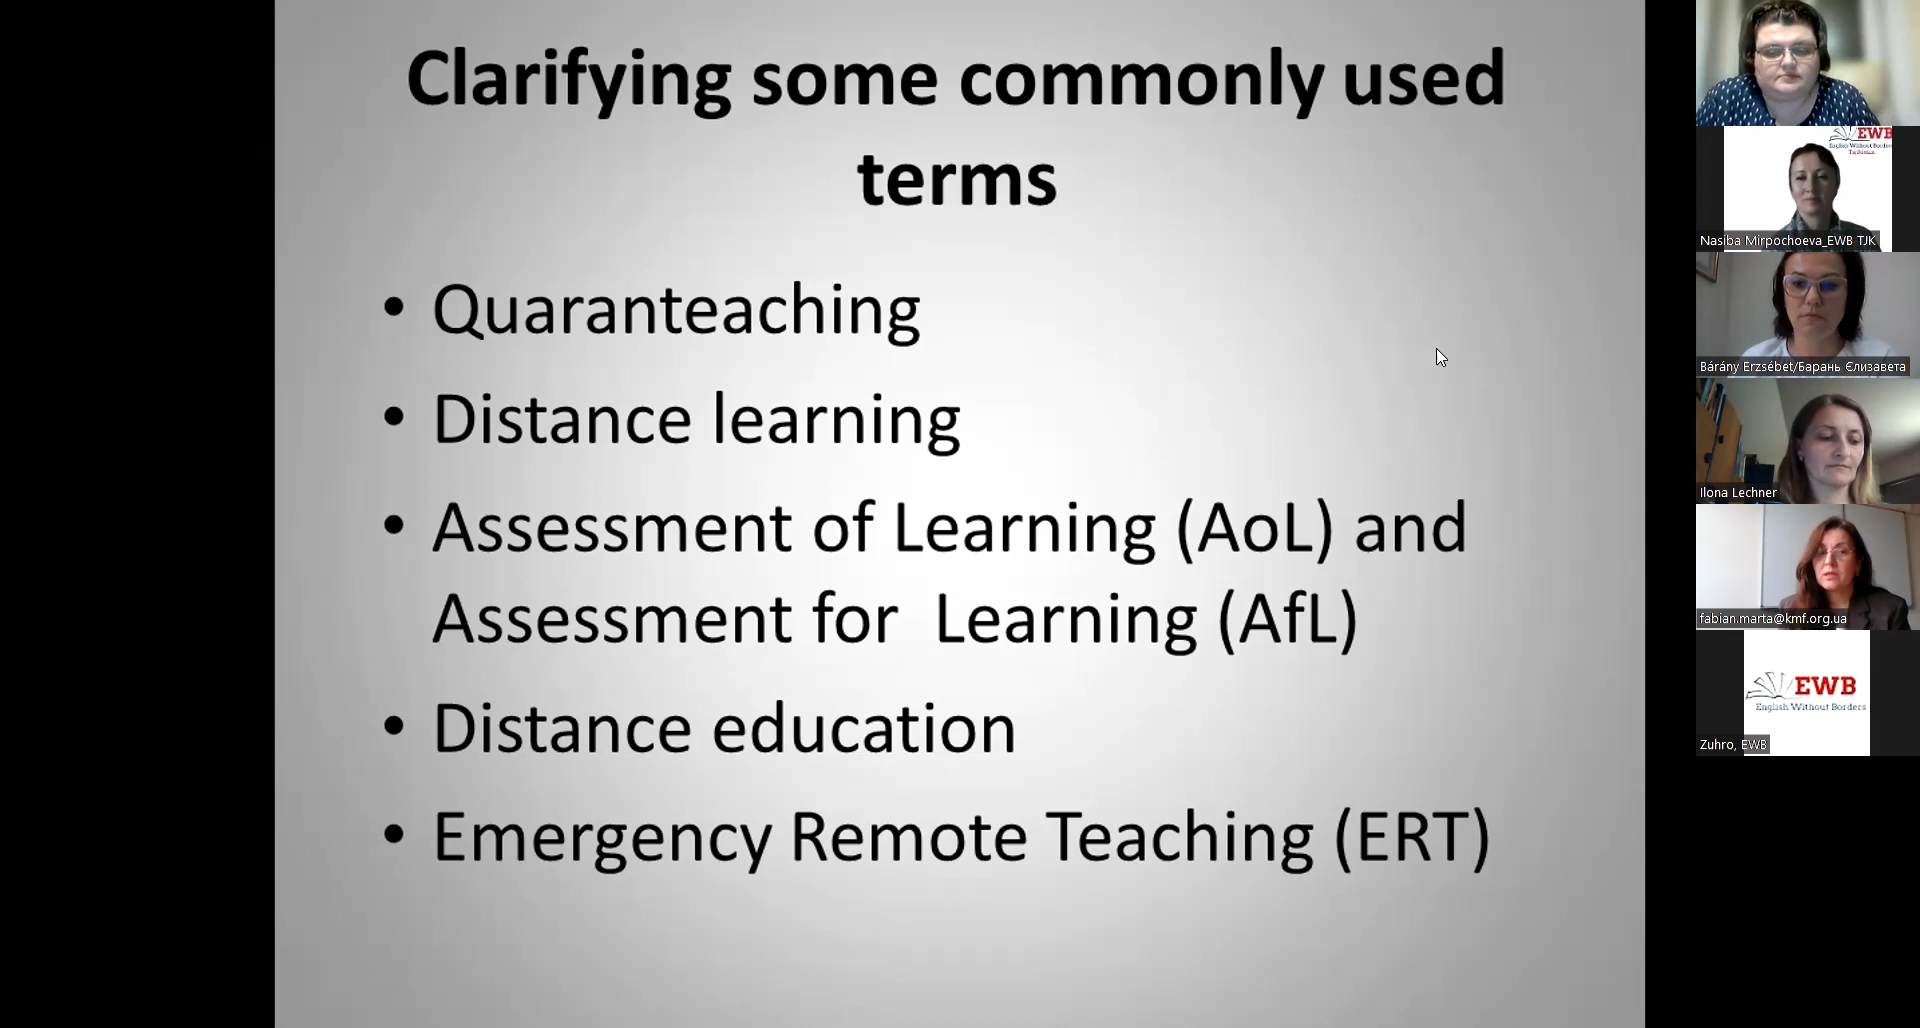 Clarifying some commonly used
terms
• Quaranteaching
• Distance learning
• Assessment of Learning (AoL) and
Assessment for  Learning (AfL)
• Distance education
• Emergency Remote Teaching (ERT)
EWB
English Without Borders
Tajikistan
Nasiba Mirpochoeva_EWB TJK
Bárány Erzsébet/Барань Єлизавета
Ilona Lechner
fabian.marta@kmf.org.ua
EWB
English Without Borders
Zuhro, EWB